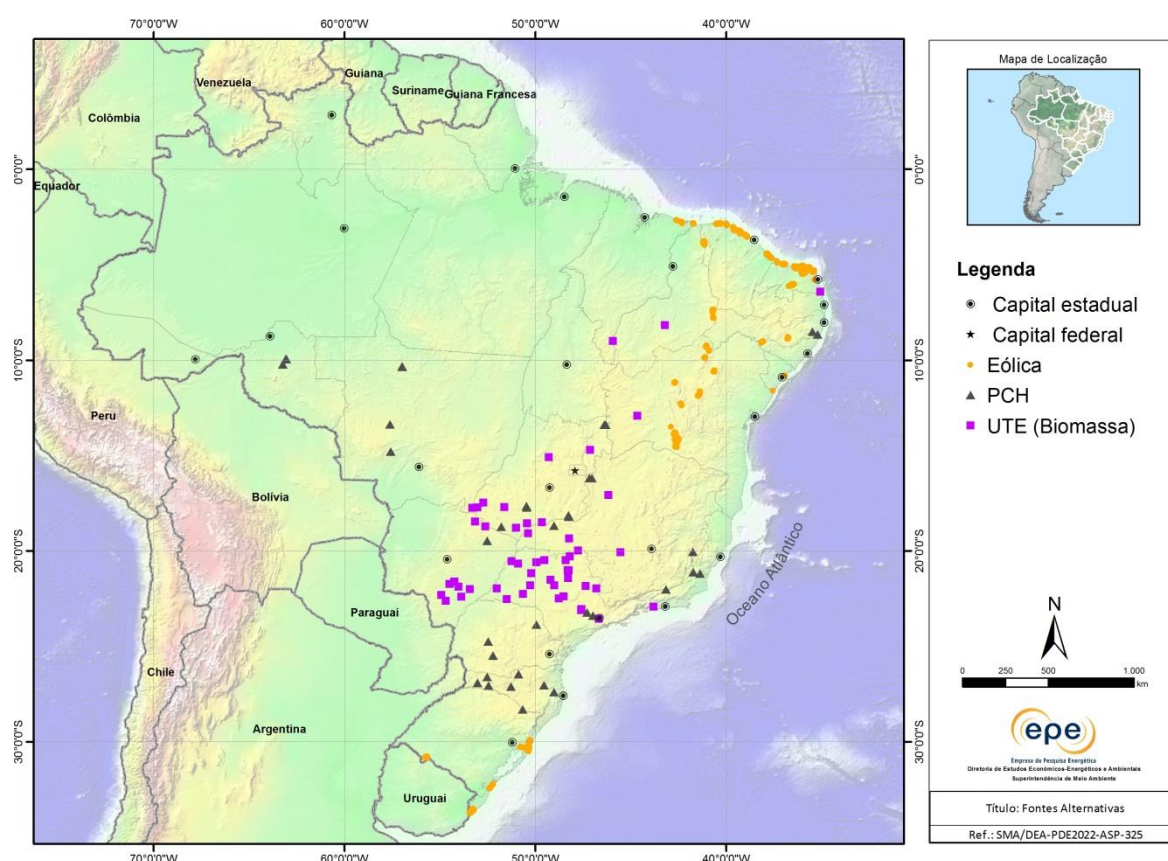 70°0'0"W
60°0'0"W
50°0'0"W
40°0'0"W
0°0'0"
10°0'0"S
20°0'0"S
30°0'0"S
Venezuela
Guiana
Suriname
Guiana Francesa
Colômbia
Equador
Peru
Bolívia
Paraguai
Chile
Argentina
Uruguai
Oceano Atlântico
0°0'0"
10°0'0"S
20°0'0"S
30°0'0"S
70°0'0"W
60°0'0"W
50°0'0"W
40°0'0"W
Mapa de Localização
Legenda
Capital estadual
Capital federal
Eólica
PCH
UTE (Biomassa)
N
0 250 500 1.000
km
epe
Empresa de Pesquisa Energética
Diretoria de Estudos Econômicos-Energéticos e Ambientais
Superintendência de Meio Ambiente
Título: Fontes Alternativas
Ref.: SMA/DEA-PDE2022-ASP-325